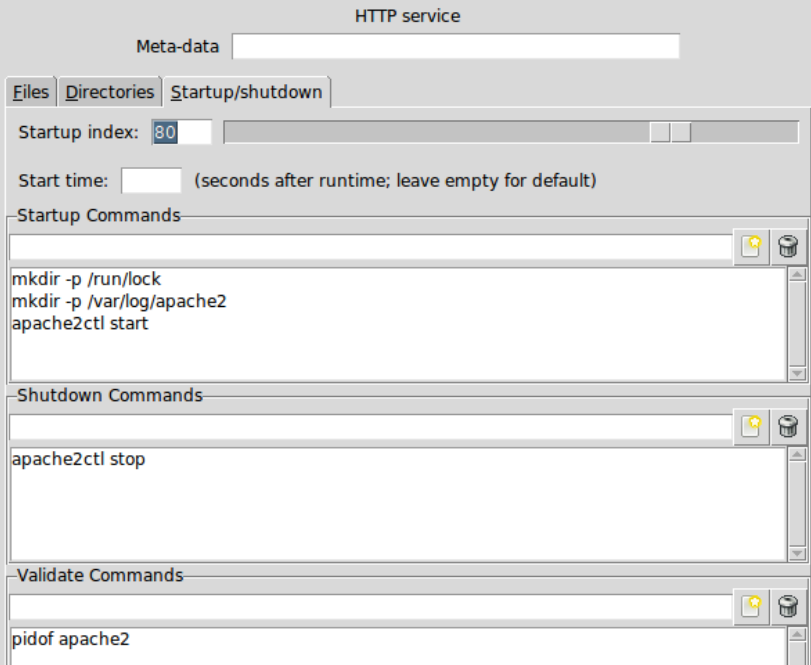 HTTP service
Meta-data
Files Directories Startup/shutdown
Startup index: 80
Start time: (seconds after runtime; leave empty for default)
Startup Commands
mkdir -p /run/lock
mkdir -p /var/log/apache2
apache2ctl start
Shutdown Commands
apache2ctl stop
Validate Commands
pidof apache2